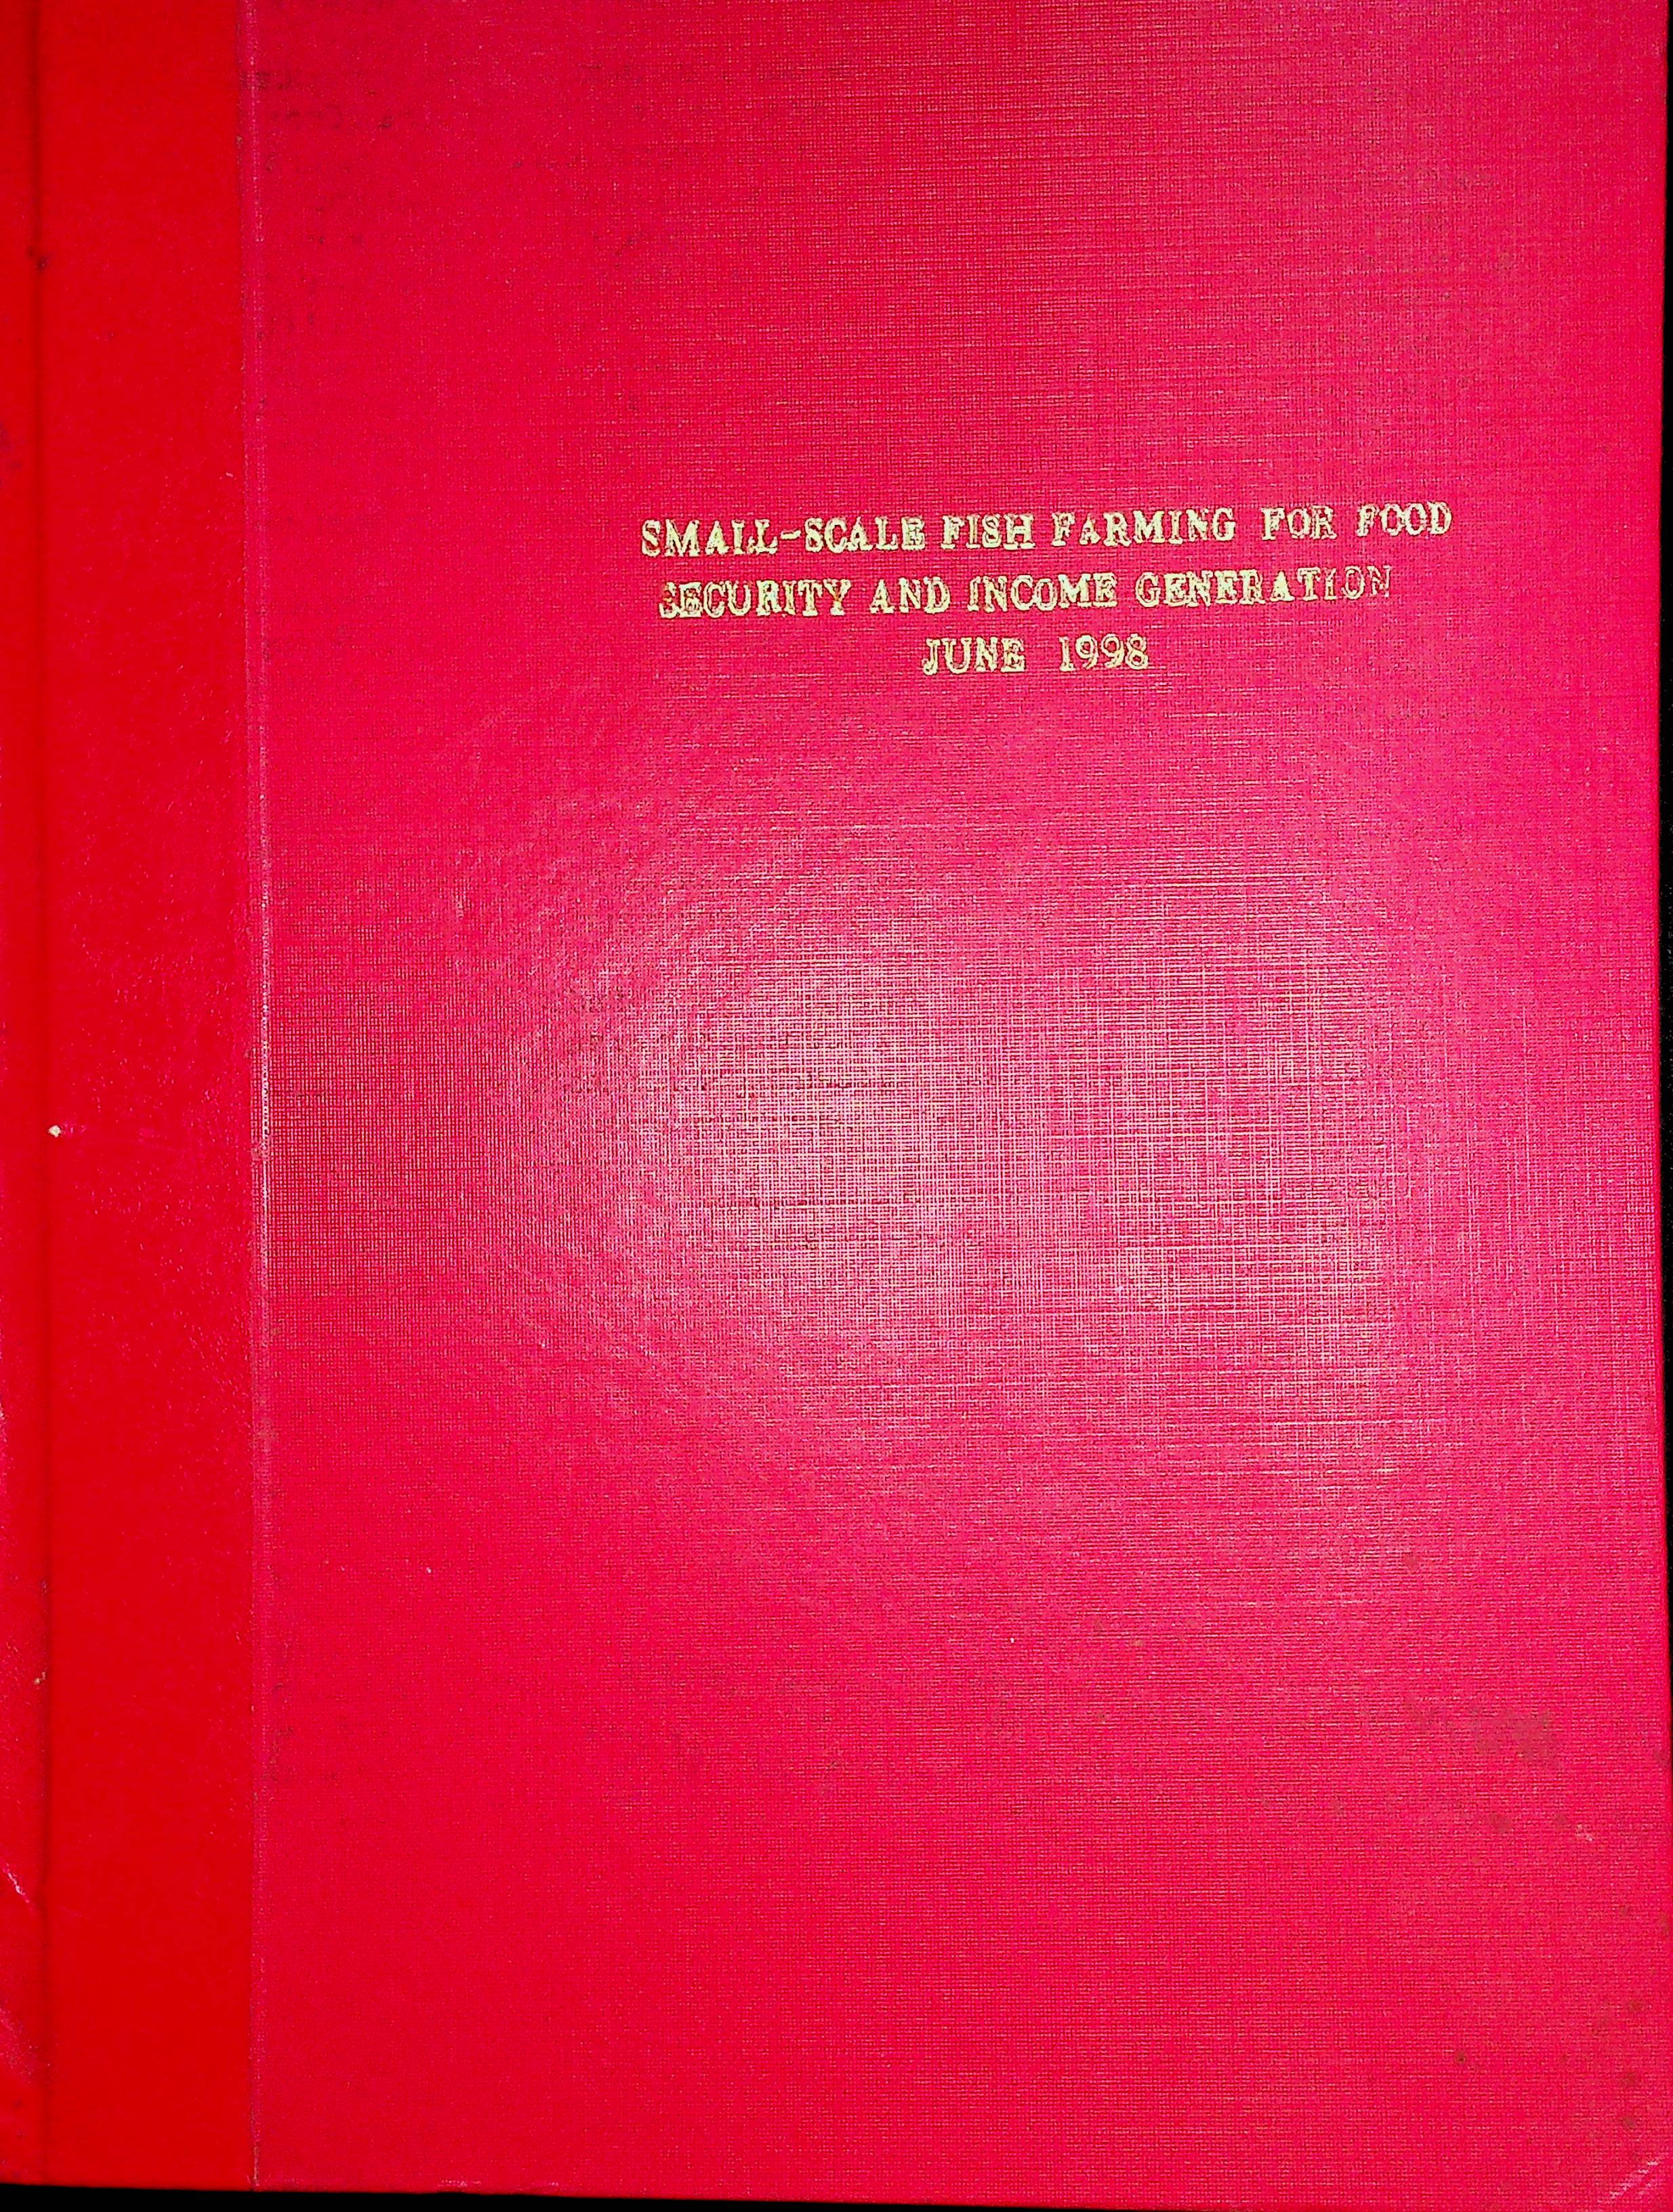 SMALL-SCALE FISH FARMING FOR FOOD
SECURITY AND INCOME GENERATION
JUNE 1998